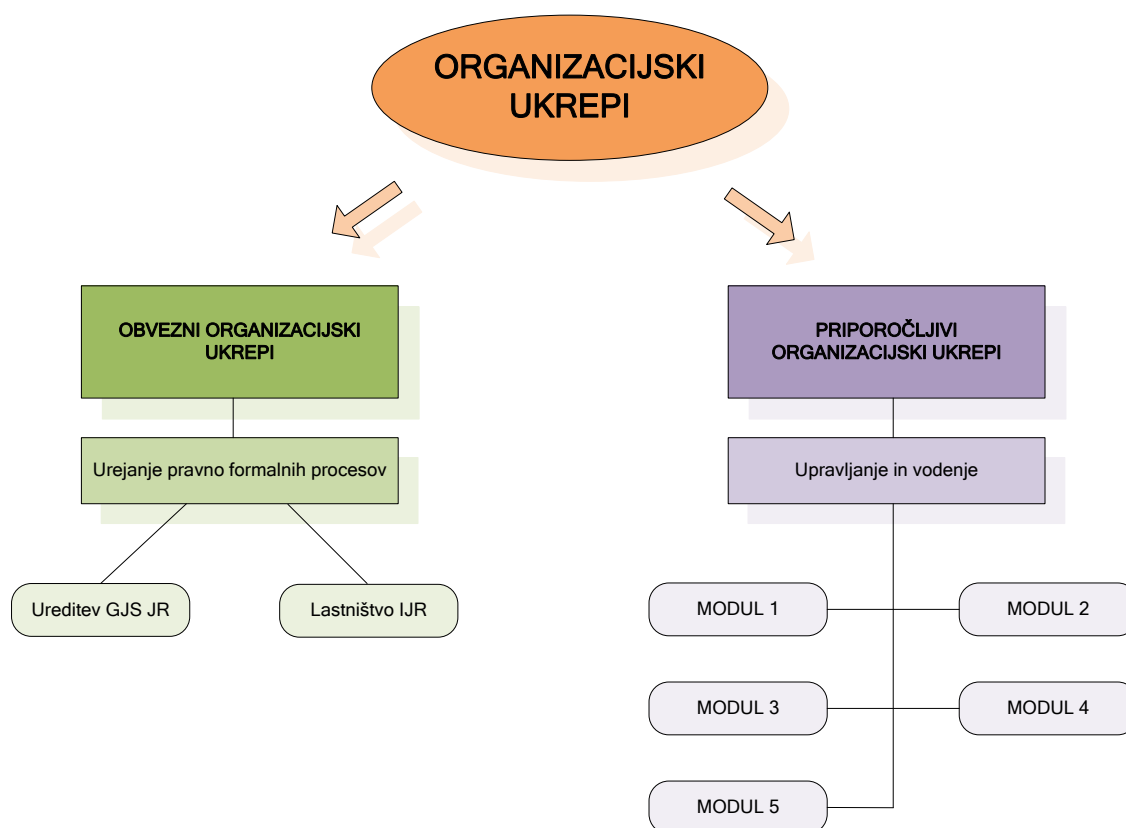 ORGANIZACIJSKI
UKREPI
OBVEZNI ORGANIZACIJSKI
UKREPI
PRIPOROČLJIVI
ORGANIZACIJSKI UKREPI
Urejanje pravno formalnih procesov
Upravljanje in vodenje
Ureditev GJS JR
Lastništvo IJR
MODUL 1
MODUL 2
MODUL 3
MODUL 4
MODUL 5